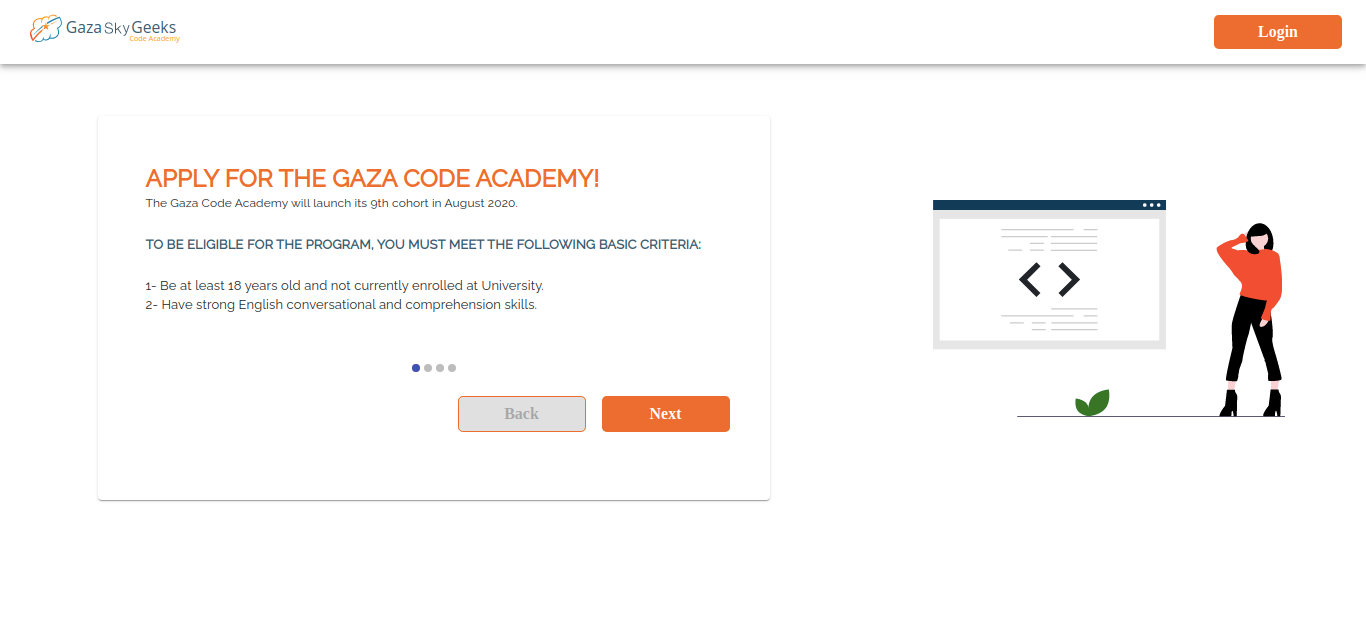 Gaza Sky Geeks
Code Academy
Login
APPLY FOR THE GAZA CODE ACADEMY!
The Gaza Code Academy will launch its 9th cohort in August 2020.
TO BE ELIGIBLE FOR THE PROGRAM, YOU MUST MEET THE FOLLOWING BASIC CRITERIA:
1- Be at least 18 years old and not currently enrolled at University.
2- Have strong English conversational and comprehension skills.
Back
Next